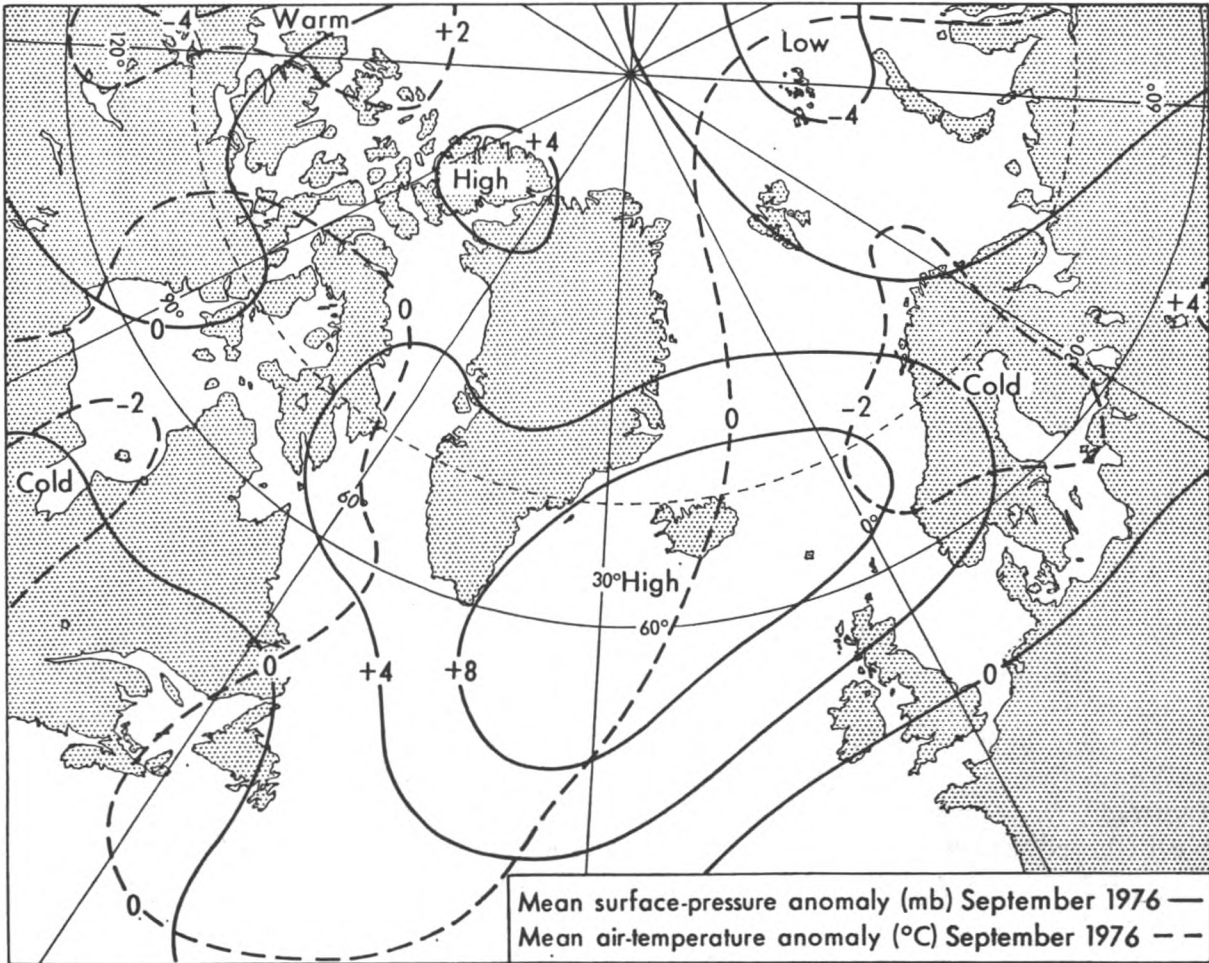 -4
Warm
+2
Low
120°
60°
-4
+4
High
90°
0
0
+4
30°
-2
Cold
-2
0
Cold
60°
0°
30° High
60°
0
+4
+8
0
0
Mean surface-pressure anomaly (mb) September 1976 —
Mean air-temperature anomaly (°C) September 1976 – –